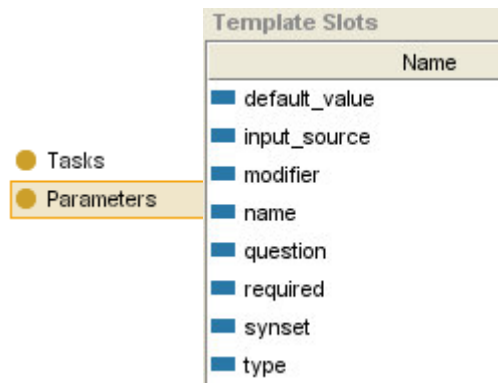 Template Slots
Name
default_value
input_source
modifier
name
question
required
synset
type
Tasks
Parameters